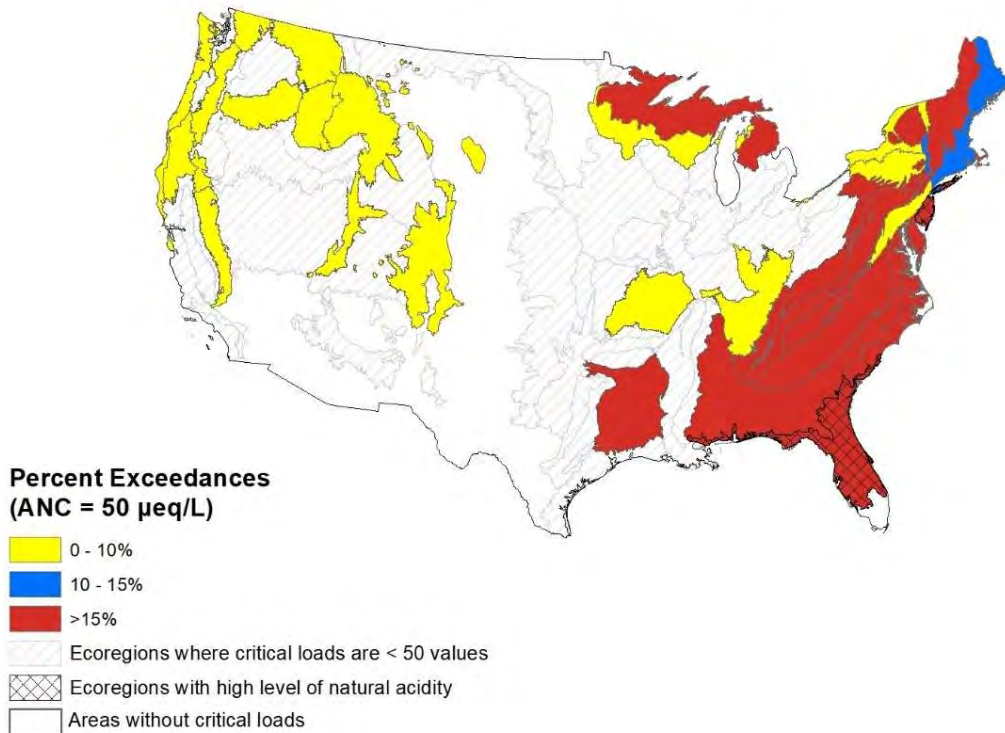 Percent Exceedances
(ANC = 50 µeq/L)
0 - 10%
10 - 15%
>15%
Ecoregions where critical loads are < 50 values
Ecoregions with high level of natural acidity
Areas without critical loads